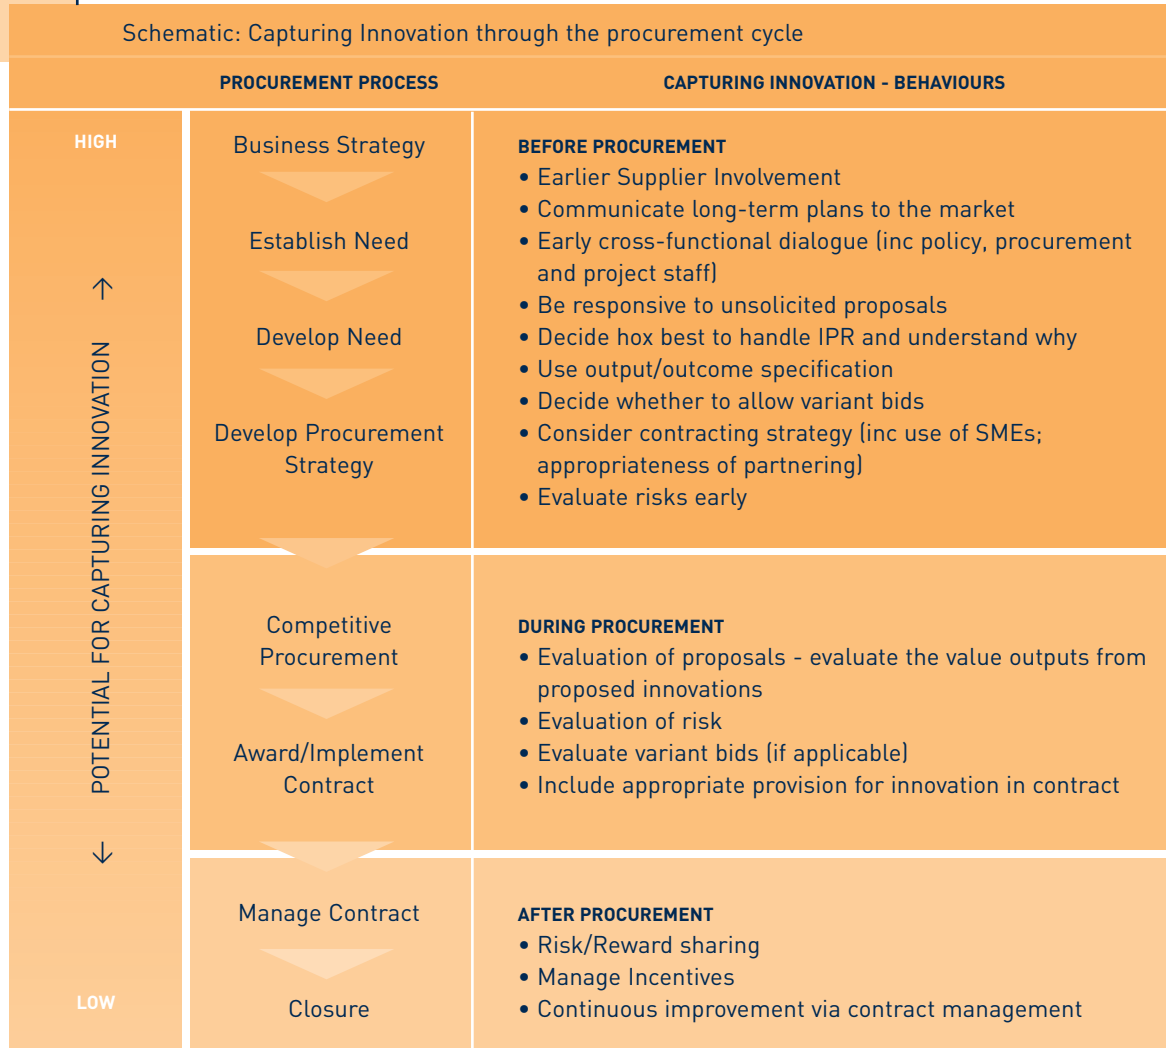 Schematic: Capturing Innovation through the procurement cycle
PROCUREMENT PROCESS
CAPTURING INNOVATION - BEHAVIOURS
HIGH
POTENTIAL FOR CAPTURING INNOVATION
LOW
Business Strategy
Establish Need
Develop Need
Develop Procurement
Strategy
BEFORE PROCUREMENT
• Earlier Supplier Involvement
• Communicate long-term plans to the market
• Early cross-functional dialogue (inc policy, procurement
and project staff)
• Be responsive to unsolicited proposals
• Decide hox best to handle IPR and understand why
• Use output/outcome specification
• Decide whether to allow variant bids
• Consider contracting strategy (inc use of SMEs;
appropriateness of partnering)
• Evaluate risks early
Competitive
Procurement
Award/Implement
Contract
DURING PROCUREMENT
• Evaluation of proposals - evaluate the value outputs from
proposed innovations
• Evaluation of risk
• Evaluate variant bids (if applicable)
• Include appropriate provision for innovation in contract
Manage Contract
Closure
AFTER PROCUREMENT
• Risk/Reward sharing
• Manage Incentives
• Continuous improvement via contract management